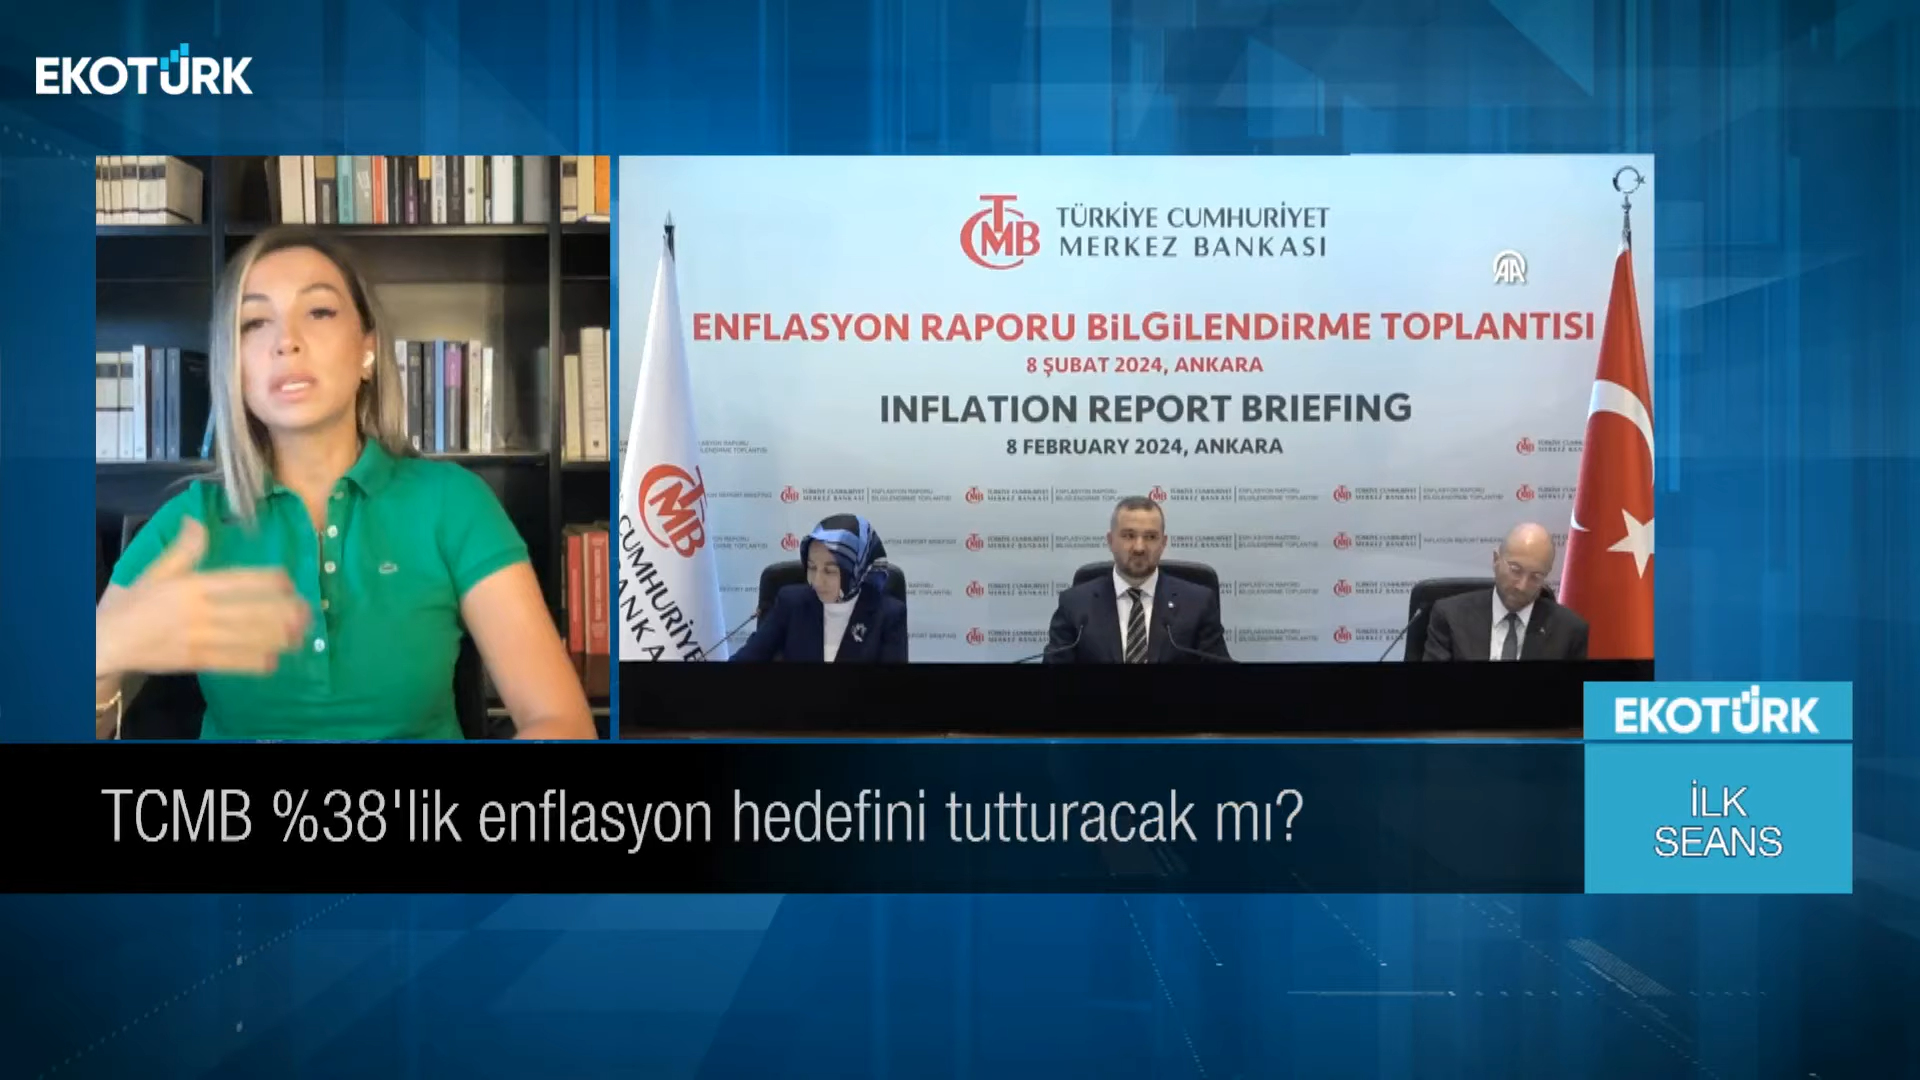 EKOTÜRK
TCMB
TÜRKİYE CUMHURİYET
MERKEZ BANKASI
AA
ENFLASYON RAPORU BİLGİLENDİRME TOPLANTISI
8 ŞUBAT 2024, ANKARA
INFLATION REPORT BRIEFING
8 FEBRUARY 2024, ANKARA
EKOTÜRK
TCMB %38'lik enflasyon hedefini tutturacak mı?
İLK
SEANS